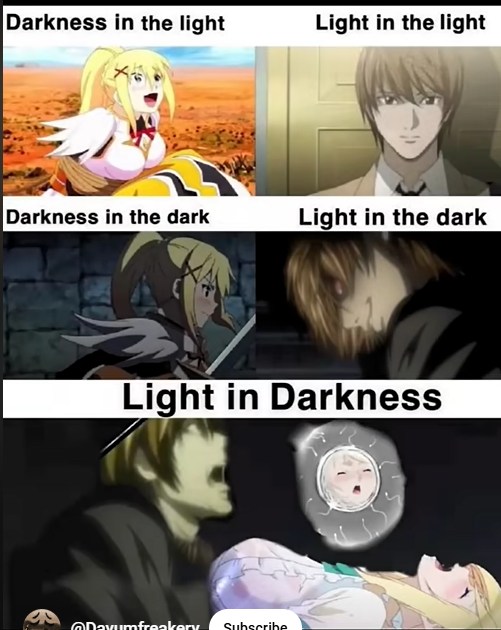 Darkness in the light
Light in the light
Darkness in the dark
Light in the dark
Light in Darkness
@Dayumfreakery
Subscribe